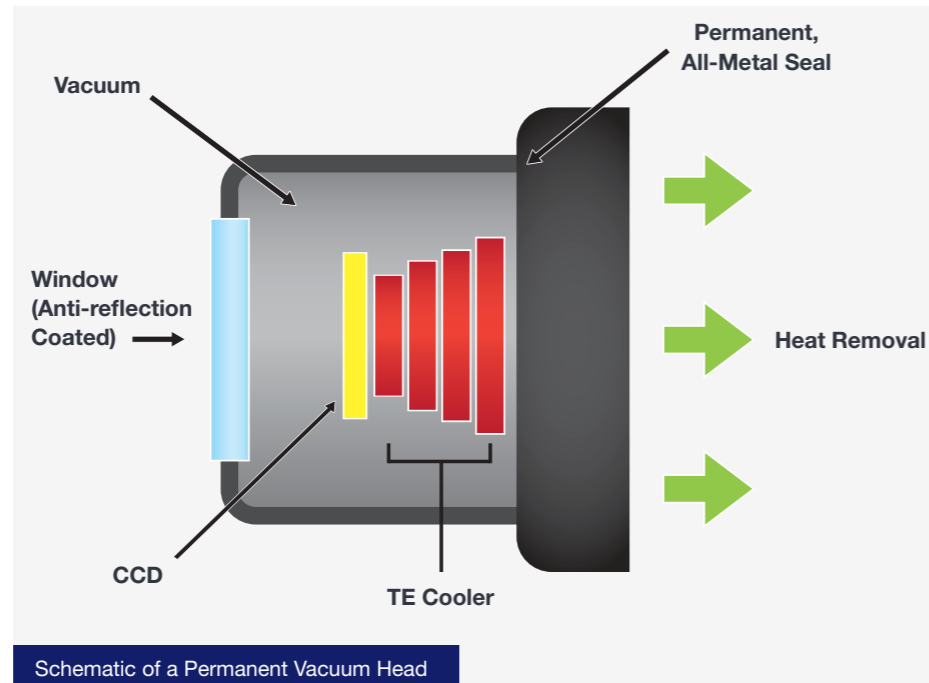 Permanent,
All-Metal Seal
Vacuum
Window
(Anti-reflection
Coated)
Heat Removal
CCD
TE Cooler
Schematic of a Permanent Vacuum Head